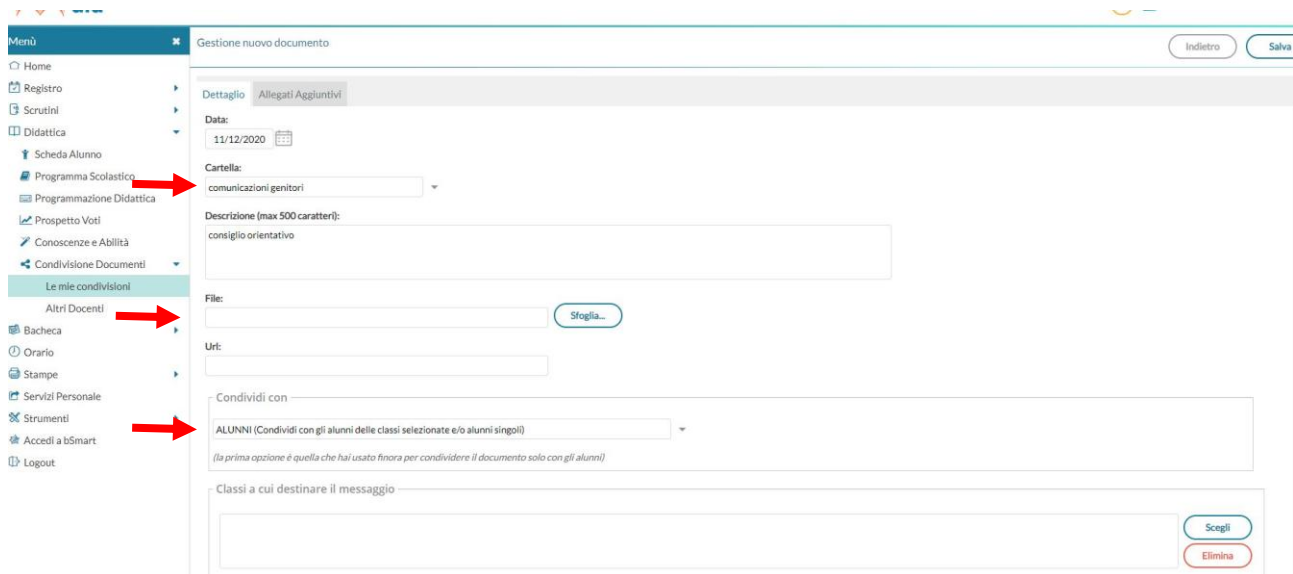 Menù
Gestione nuovo documento
Indietro
Salva
Home
Registro
Scrutini
Didattica
Scheda Alunno
Programma Scolastico
Programmazione Didattica
Prospetto Voti
Conoscenze e Abilità
Condivisione Documenti
Le mie condivisioni
Altri Docenti
Bacheca
Orario
Stampe
Servizi Personale
Strumenti
Accedi a bSmart
Logout
Dettaglio
Allegati Aggiuntivi
Data:
11/12/2020
Cartella:
comunicazioni genitori
Descrizione (max 500 caratteri):
consiglio orientativo
File:
Sfoglia...
Url:
Condividi con
ALUNNI (Condividi con gli alunni delle classi selezionate e/o alunni singoli)
(la prima opzione è quella che hai usato finora per condividere il documento solo con gli alunni)
Classi a cui destinare il messaggio
Scegli
Elimina